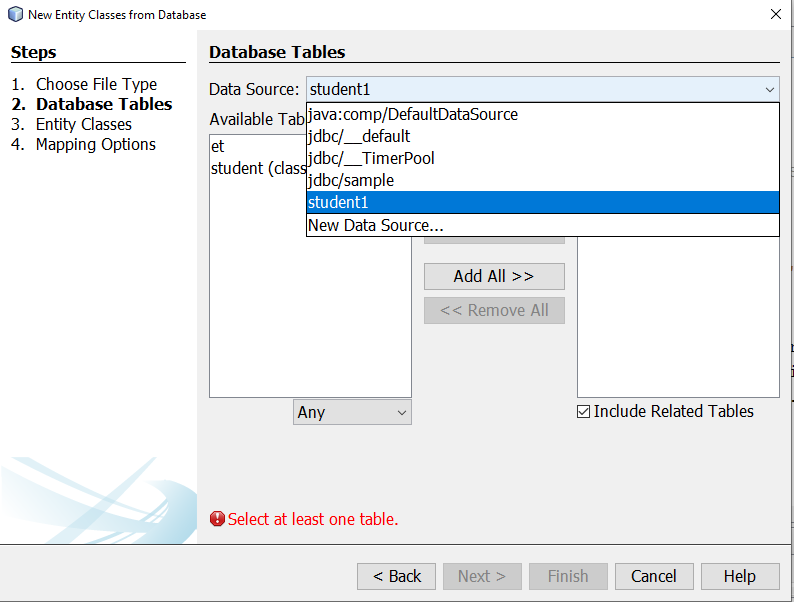 New Entity Classes from Database
Steps
1. Choose File Type
2. Database Tables
3. Entity Classes
4. Mapping Options
Database Tables
Data Source: student1
java:comp/DefaultDataSource
jdbc/__default
jdbc/__TimerPool
jdbc/sample
student1
New Data Source...
Available Tab
et
student (class
Add All >>
<< Remove All
Any
Include Related Tables
Select at least one table.
< Back
Next >
Finish
Cancel
Help